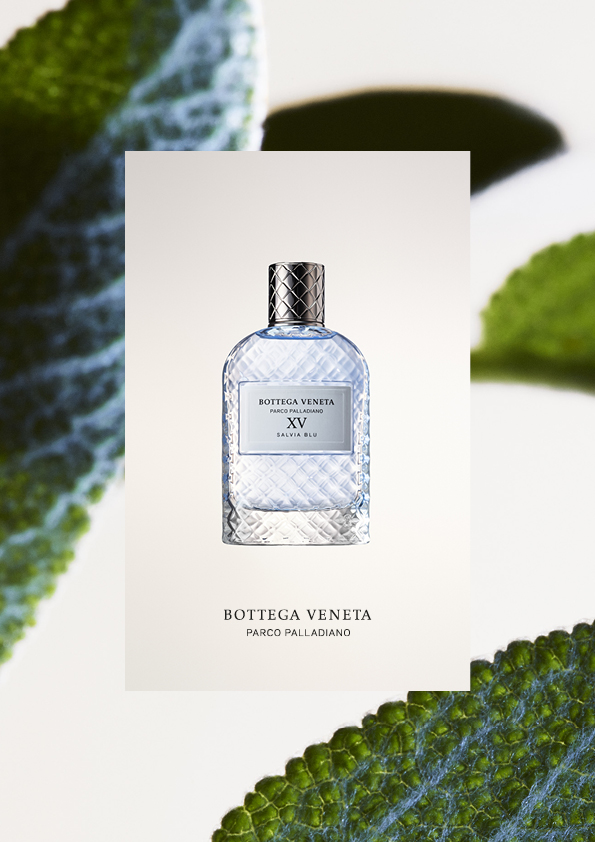 BOTTEGA VENETA
PARCO PALLADIANO
XV
SALVIA BLU
BOTTEGA VENETA
PARCO PALLADIANO